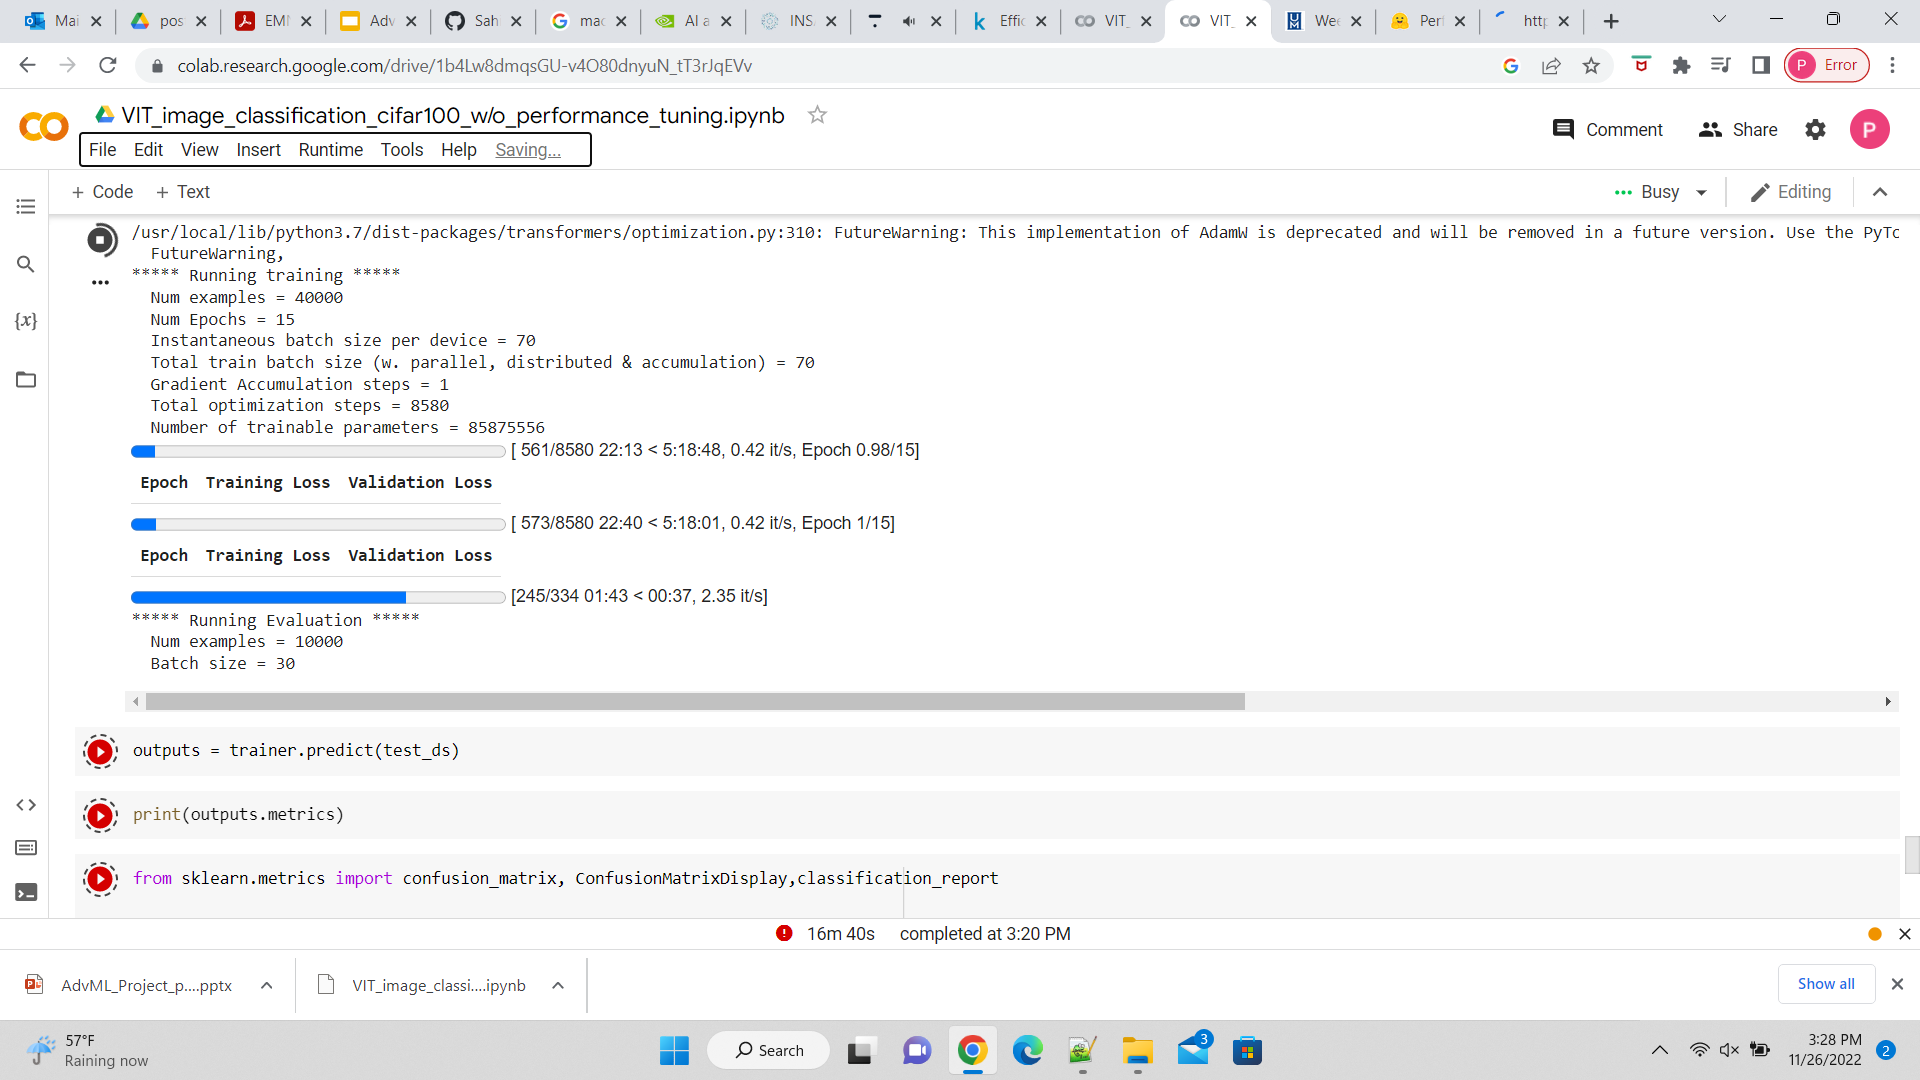 Mai
pos
EMI
Adv
Sah
mac
AI a
INS
Effic
VIT_
VIT_
Wee
Perf
http
colab.research.google.com/drive/1b4Lw8dmqsGU-v4O80dnyuN_tT3rJqEVv
P Error
VIT_image_classification_cifar100_w/o_performance_tuning.ipynb
Comment Share P
File Edit View Insert Runtime Tools Help Saving...
+ Code + Text
Busy Editing
/usr/local/lib/python3.7/dist-packages/transformers/optimization.py:310: FutureWarning: This implementation of AdamW is deprecated and will be removed in a future version. Use the PyTo
FutureWarning,
***** Running training *****
Num examples = 40000
Num Epochs = 15
Instantaneous batch size per device = 70
Total train batch size (w. parallel, distributed & accumulation) = 70
Gradient Accumulation steps = 1
Total optimization steps = 8580
Number of trainable parameters = 85875556
[ 561/8580 22:13 < 5:18:48, 0.42 it/s, Epoch 0.98/15]
Epoch Training Loss Validation Loss
[ 573/8580 22:40 < 5:18:01, 0.42 it/s, Epoch 1/15]
Epoch Training Loss Validation Loss
[245/334 01:43 < 00:37, 2.35 it/s]
***** Running Evaluation *****
Num examples = 10000
Batch size = 30
outputs = trainer.predict(test_ds)
print(outputs.metrics)
from sklearn.metrics import confusion_matrix, ConfusionMatrixDisplay,classification_report
16m 40s completed at 3:20 PM
AdvML_Project_p....pptx
VIT_image_classi....ipynb
Show all
57°F
Raining now
Search
3
3:28 PM
11/26/2022
2